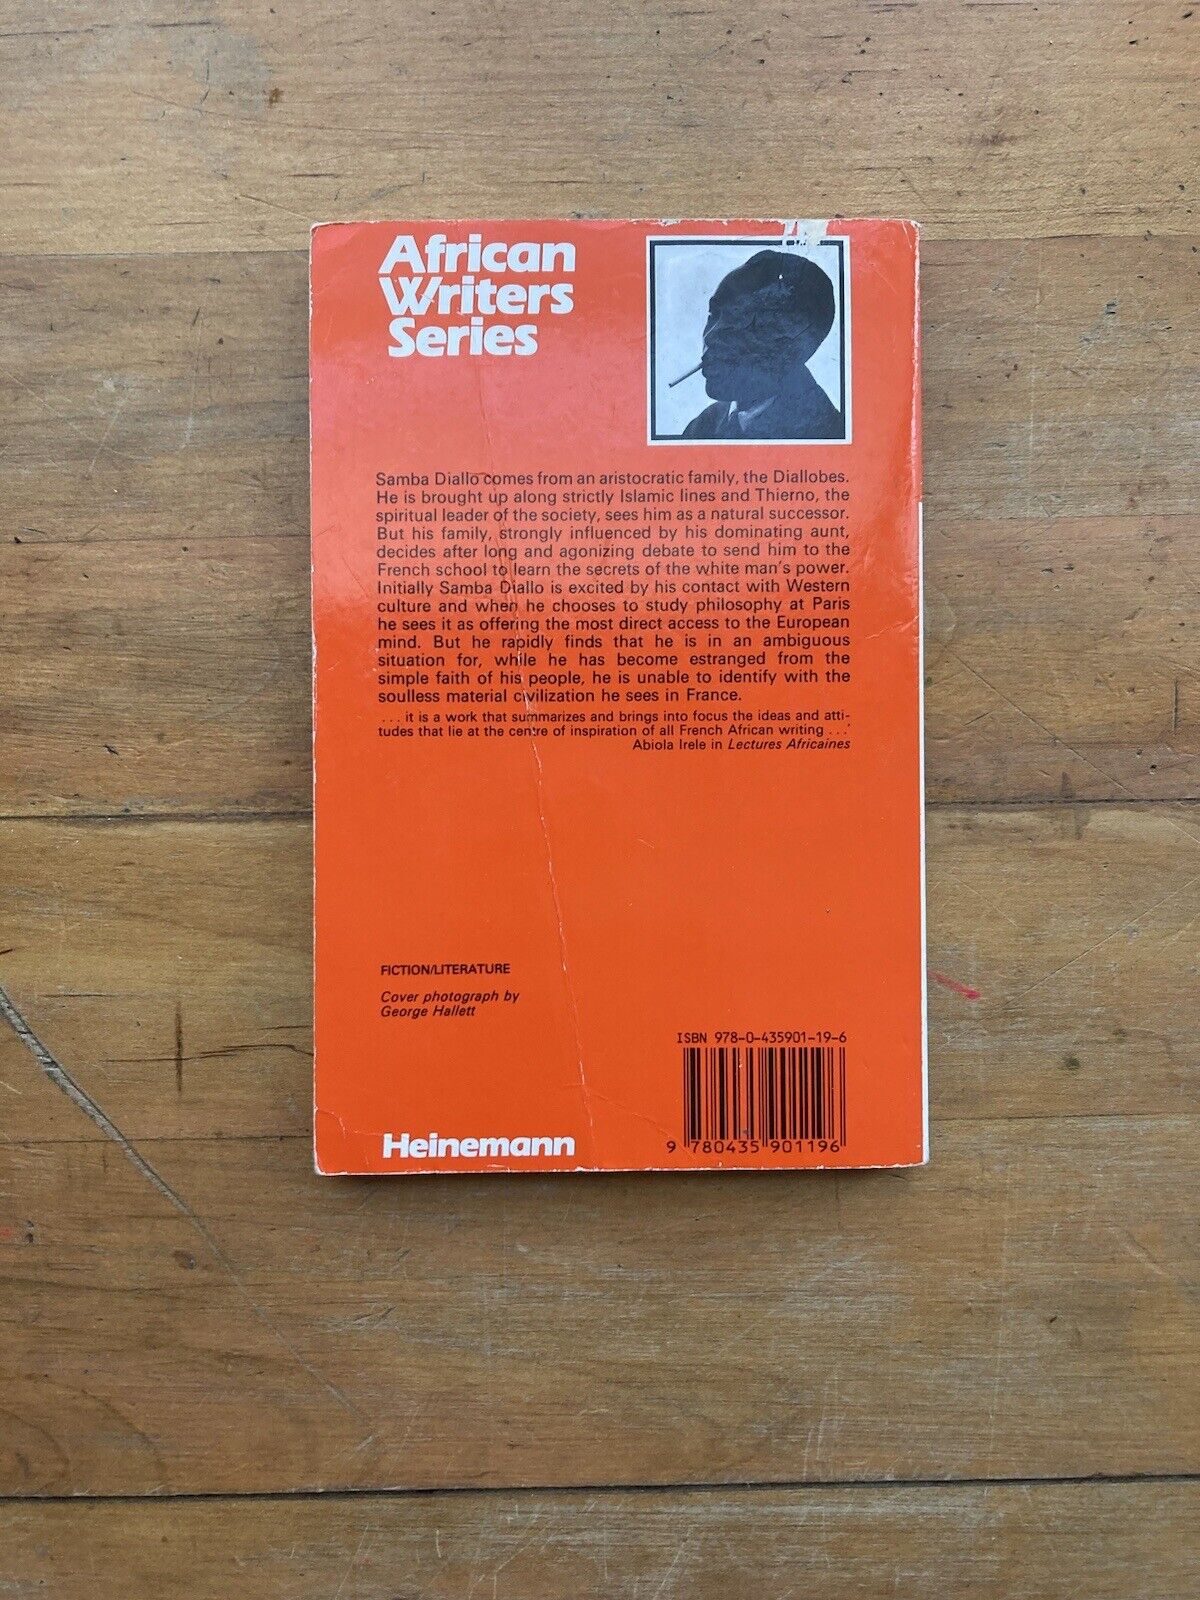 African
Writers
Series
Samba Diallo comes from an aristocratic family, the Diallobes.
He is brought up along strictly Islamic lines and Thierno, the
spiritual leader of the society, sees him as a natural successor.
But his family, strongly influenced by his dominating aunt,
decides after long and agonizing debate to send him to the
French school to learn the secrets of the white man's power.
Initially Samba Diallo is excited by his contact with Western
culture and when he chooses to study philosophy at Paris
he sees it as offering the most direct access to the European
mind. But he rapidly finds that he is in an ambiguous
situation for, while he has become estranged from the
simple faith of his people, he is unable to identify with the
soulless material civilization he sees in France.
... it is a work that summarizes and brings into focus the ideas and atti-
tudes that lie at the centre of inspiration of all French African writing ...'
Abiola Irele in Lectures Africaines
FICTION/LITERATURE
Cover photograph by
George Hallett
ISBN 978-0-435901-19-6
9 780435 901196
Heinemann